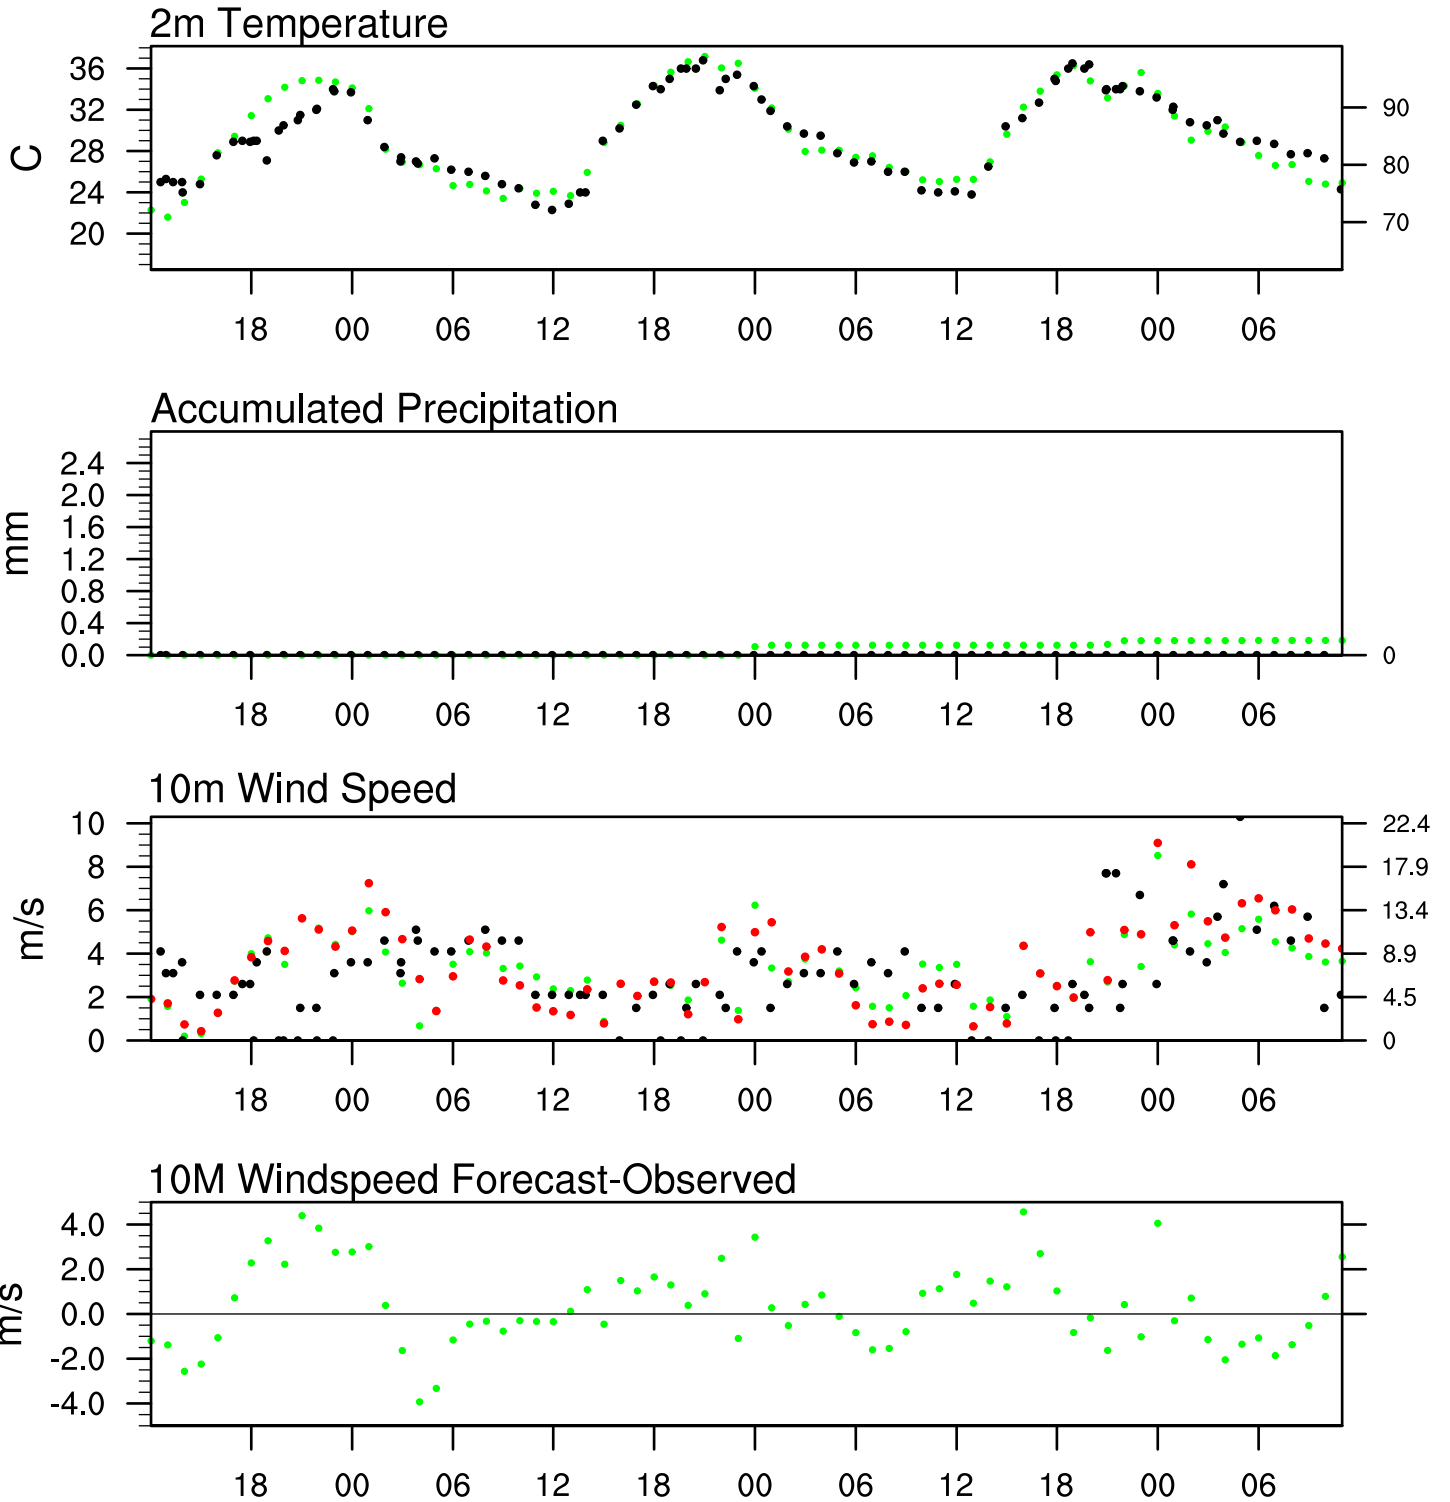 2m Temperature
36
32
28
24
20
C
90
80
70
18 00 06 12 18 00 06 12 18 00 06
Accumulated Precipitation
2.4
2.0
1.6
1.2
0.8
0.4
0.0
mm
0
18 00 06 12 18 00 06 12 18 00 06
10m Wind Speed
10
8
6
4
2
0
m/s
22.4
17.9
13.4
8.9
4.5
0
18 00 06 12 18 00 06 12 18 00 06
10M Windspeed Forecast-Observed
4.0
2.0
0.0
-2.0
-4.0
m/s
18 00 06 12 18 00 06 12 18 00 06